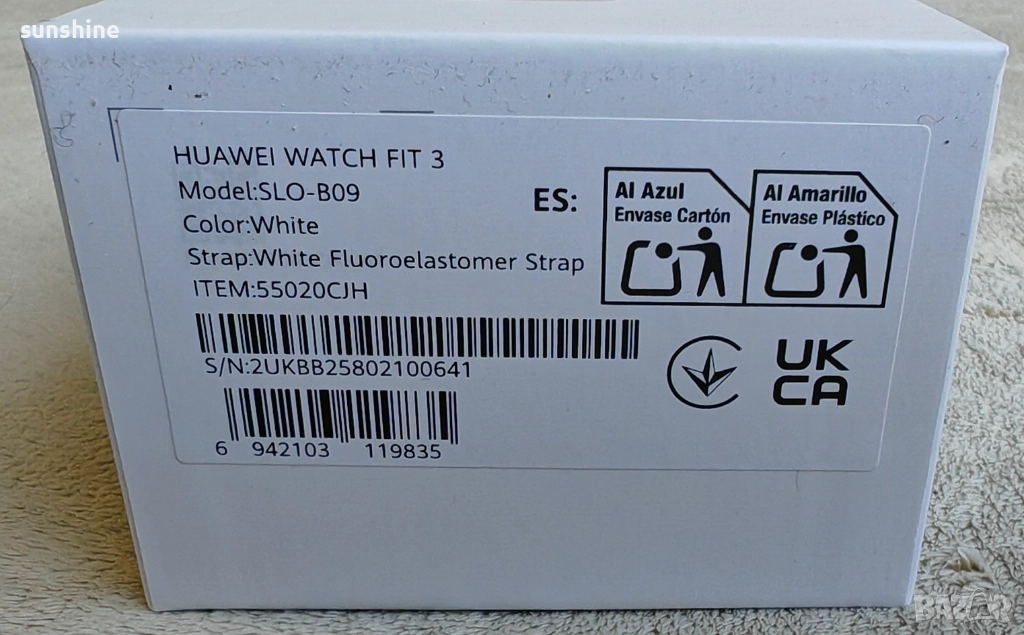 sunshine
HUAWEI WATCH FIT 3
Model:SLO-B09
Color:White
Strap:White Fluoroelastomer Strap
ITEM:55020CJH
S/N:2UKBB25802100641
6 942103 119835
ES:
Al Azul
Envase Cartón
Al Amarillo
Envase Plástico
UK
CA
BAZAR